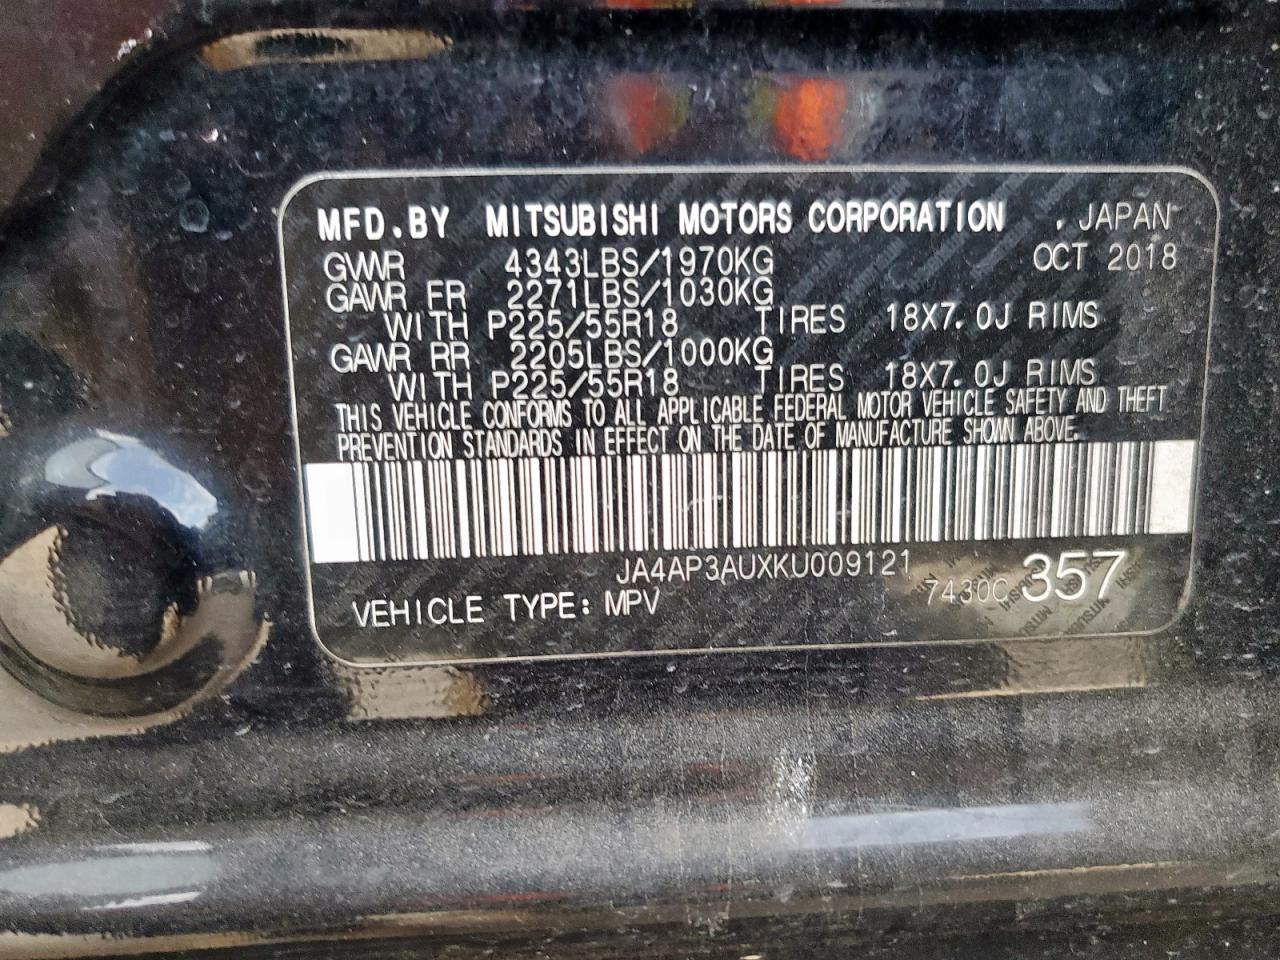 MFD.BY MITSUBISHI MOTORS CORPORATION . JAPAN
GVWR 4343LBS/1970KG OCT 2018
GAWR FR 2271LBS/1030KG
WITH P225/55R18 TIRES 18X7.0J RIMS
GAWR RR 2205LBS/1000KG
WITH P225/55R18 TIRES 18X7.0J RIMS
THIS VEHICLE CONFORMS TO ALL APPLICABLE FEDERAL MOTOR VEHICLE SAFETY AND THEFT
PREVENTION STANDARDS IN EFFECT ON THE DATE OF MANUFACTURE SHOWN ABOVE.
JA4AP3AUXKU009121
VEHICLE TYPE: MPV 7430C357